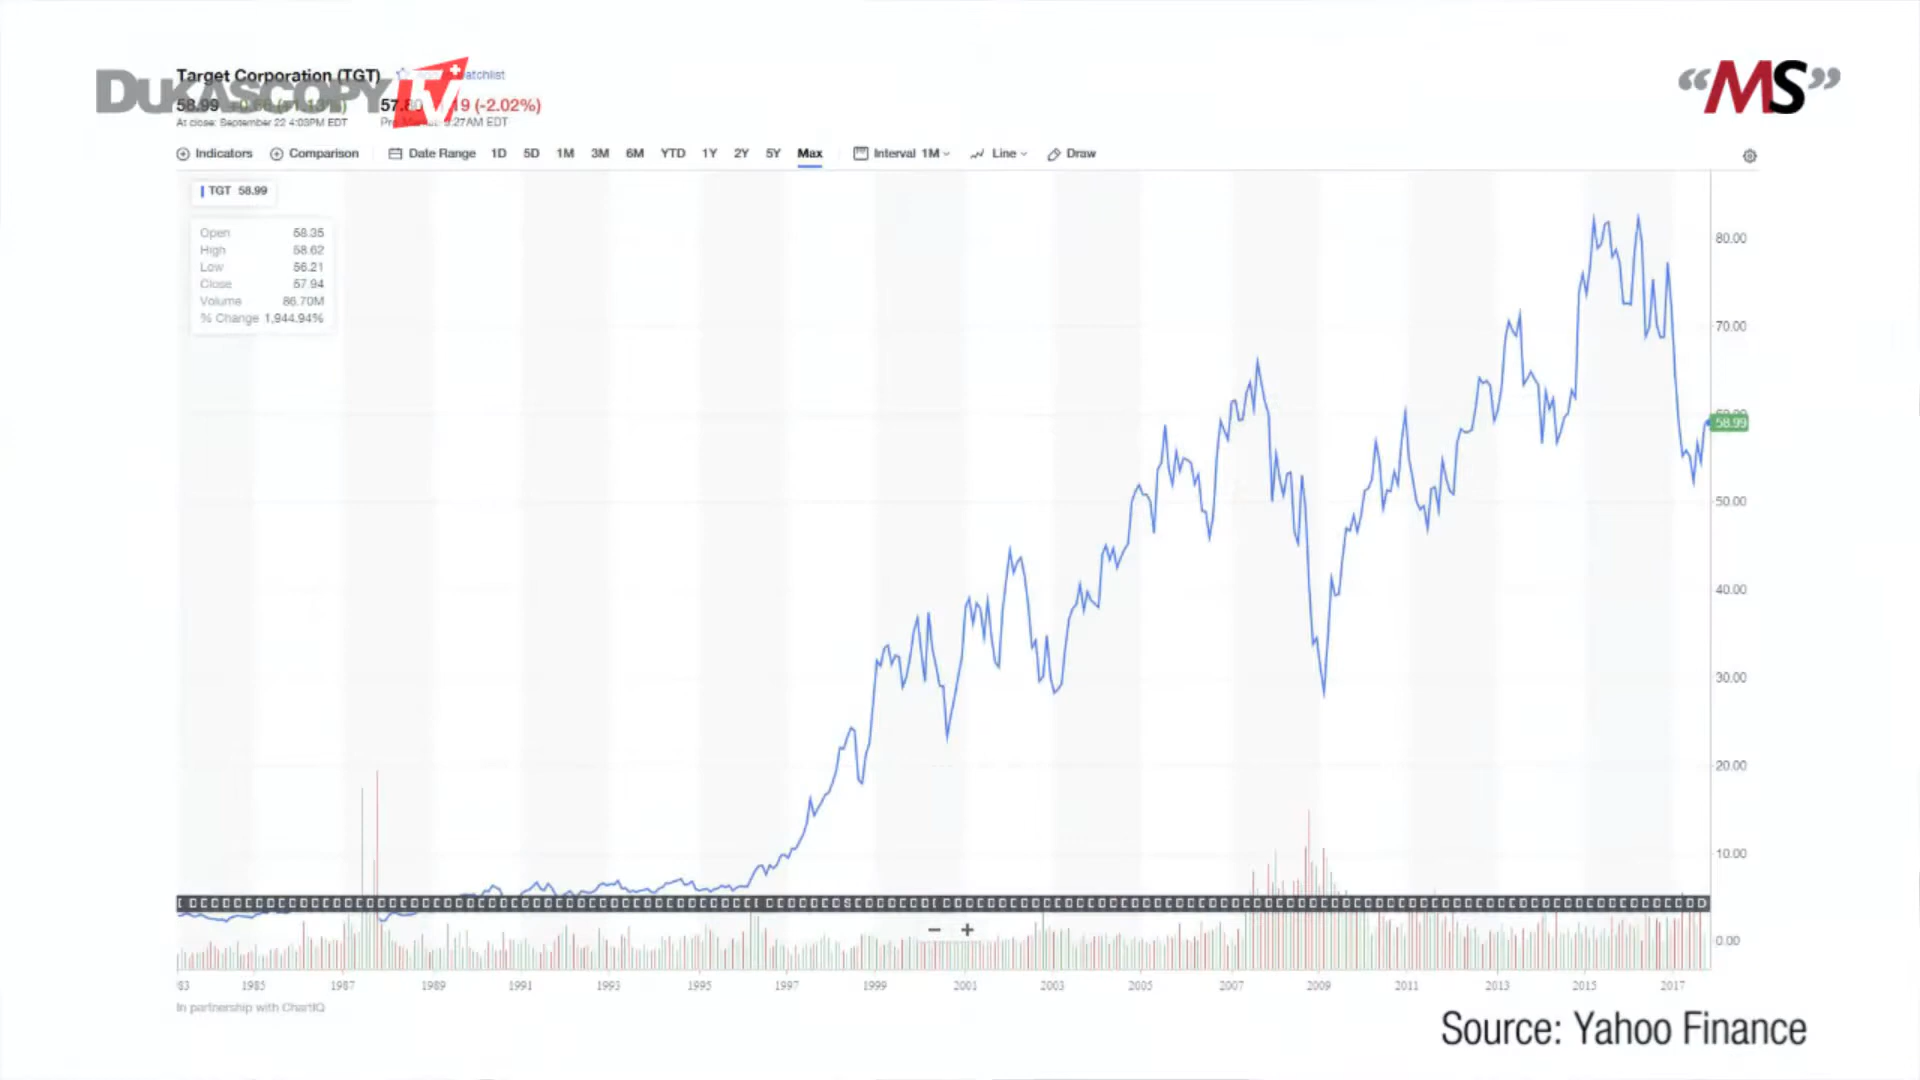 Target Corporation (TGT)
DUKASCOPY TV
"MS"
58.99
57.80 (-2.02%)
At close: September 22 4:03PM EDT
Indicators Comparison Date Range 1D 5D 1M 3M 6M YTD 1Y 2Y 5Y Max Interval 1M Line Draw
TGT 58.99
Open 58.35
High 58.62
Low 56.21
Close 57.94
Volume 86.70M
% Change 1,944.94%
80.00
70.00
58.99
50.00
40.00
30.00
20.00
10.00
0.00
83 1985 1987 1989 1991 1993 1995 1997 1999 2001 2003 2005 2007 2009 2011 2013 2015 2017
In partnership with ChartIQ
Source: Yahoo Finance